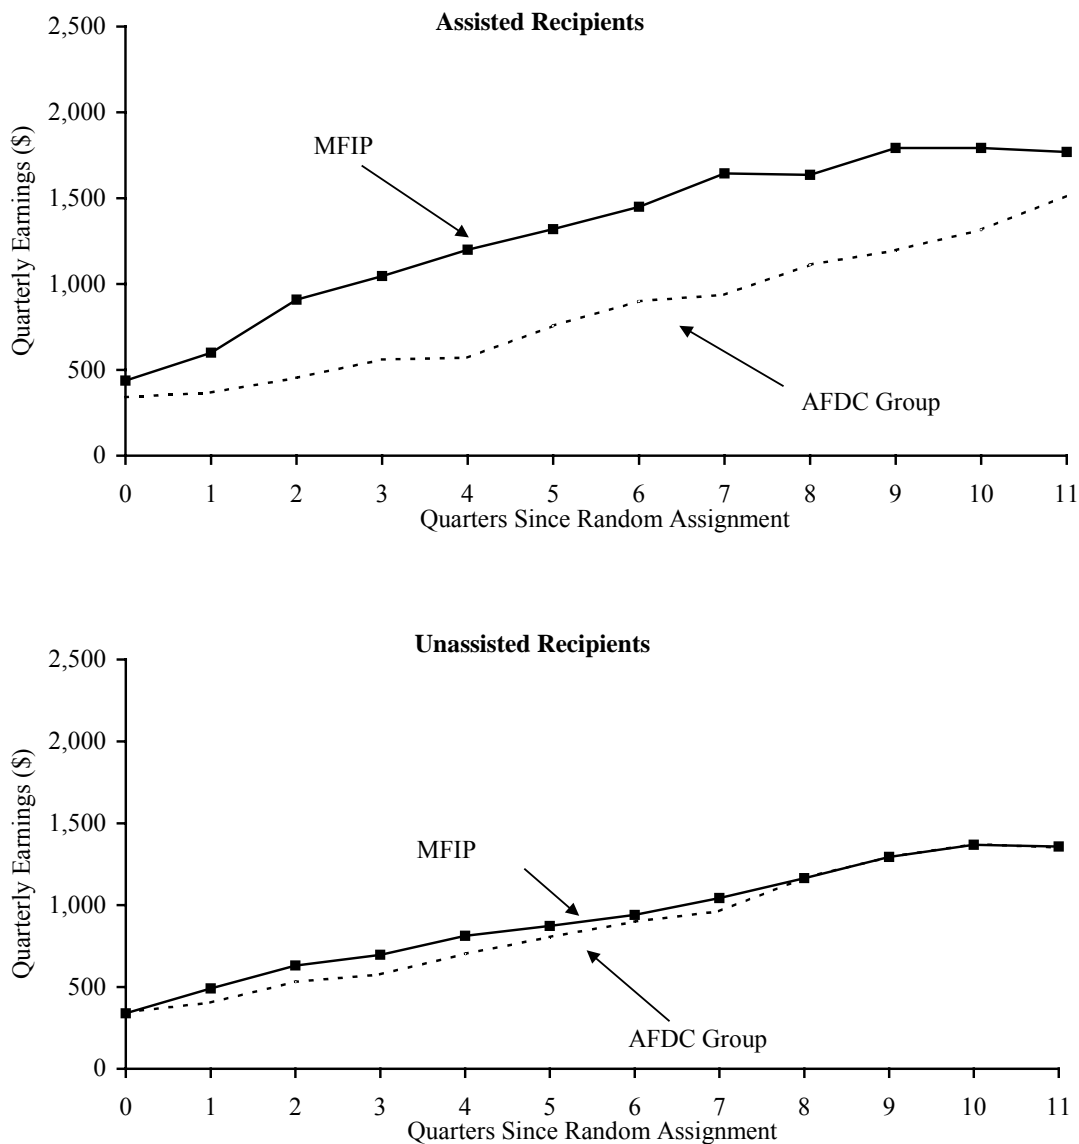 Assisted Recipients
Quarterly Earnings ($)
2,500
2,000
1,500
1,000
500
0
MFIP
AFDC Group
0 1 2 3 4 5 6 7 8 9 10 11
Quarters Since Random Assignment
Unassisted Recipients
Quarterly Earnings ($)
2,500
2,000
1,500
1,000
500
0
MFIP
AFDC Group
0 1 2 3 4 5 6 7 8 9 10 11
Quarters Since Random Assignment